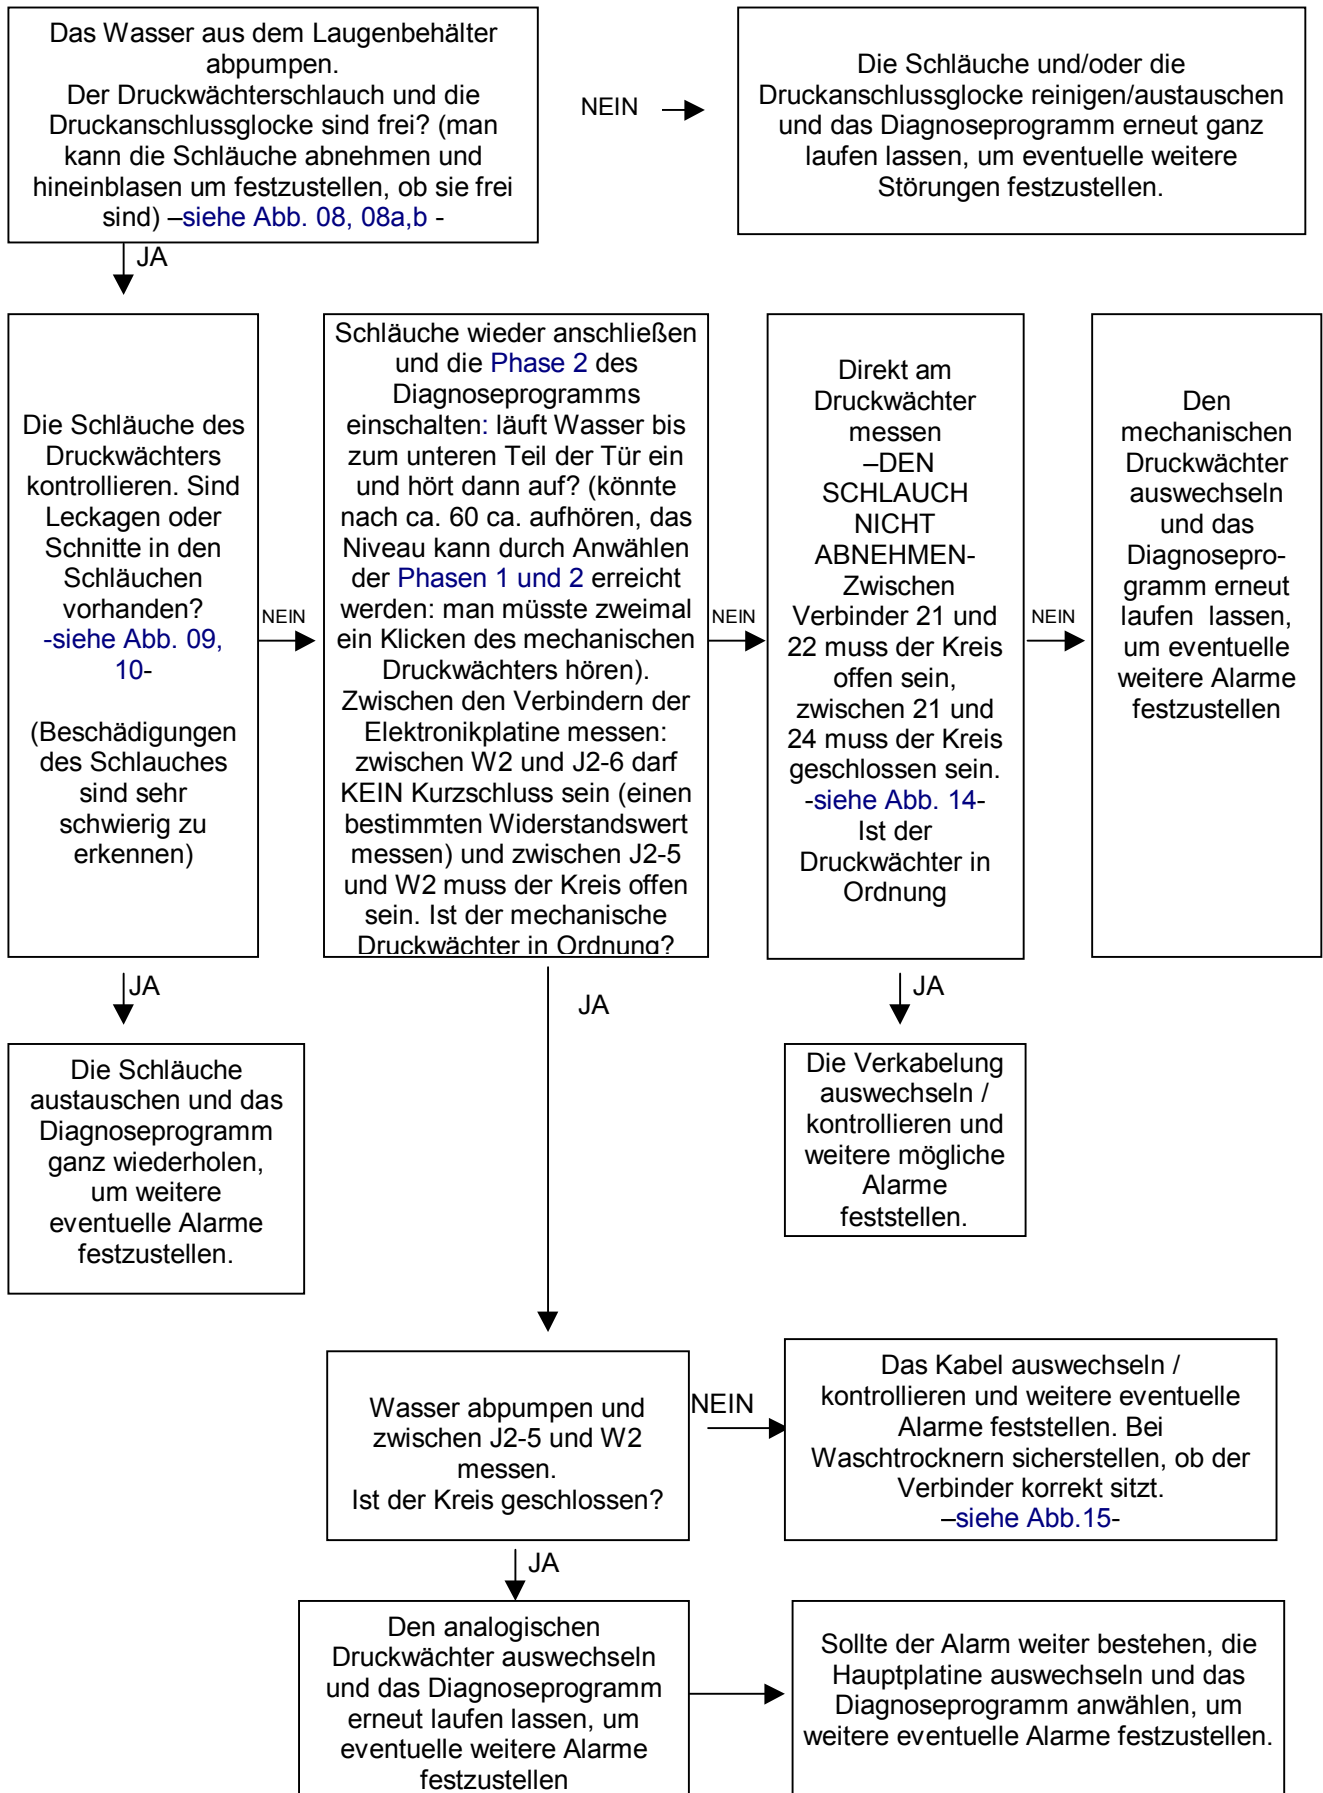 Das Wasser aus dem Laugenbehälter
abpumpen.
Der Druckwächterschlauch und die
Druckanschlussglocke sind frei? (man
kann die Schläuche abnehmen und
hineinblasen um festzustellen, ob sie frei
sind) –siehe Abb. 08, 08a,b -
NEIN
Die Schläuche und/oder die
Druckanschlussglocke reinigen/austauschen
und das Diagnoseprogramm erneut ganz
laufen lassen, um eventuelle weitere
Störungen festzustellen.
JA
Die Schläuche des
Druckwächters
kontrollieren. Sind
Leckagen oder
Schnitte in den
Schläuchen
vorhanden?
-siehe Abb. 09,
10-
(Beschädigungen
des Schlauches
sind sehr
schwierig zu
erkennen)
NEIN
Schläuche wieder anschließen
und die Phase 2 des
Diagnoseprogramms
einschalten: läuft Wasser bis
zum unteren Teil der Tür ein
und hört dann auf? (könnte
nach ca. 60 ca. aufhören, das
Niveau kann durch Anwählen
der Phasen 1 und 2 erreicht
werden: man müsste zweimal
ein Klicken des mechanischen
Druckwächters hören).
Zwischen den Verbindern der
Elektronikplatine messen:
zwischen W2 und J2-6 darf
KEIN Kurzschluss sein (einen
bestimmten Widerstandswert
messen) und zwischen J2-5
und W2 muss der Kreis offen
sein. Ist der mechanische
Druckwächter in Ordnung?
NEIN
Direkt am
Druckwächter
messen
–DEN
SCHLAUCH
NICHT
ABNEHMEN-
Zwischen
Verbinder 21 und
22 muss der Kreis
offen sein,
zwischen 21 und
24 muss der Kreis
geschlossen sein.
-siehe Abb. 14-
Ist der
Druckwächter in
Ordnung
NEIN
Den
mechanischen
Druckwächter
auswechseln
und das
Diagnosepro-
gramm erneut
laufen lassen,
um eventuelle
weitere Alarme
festzustellen
JA
JA
JA
Die Schläuche
austauschen und das
Diagnoseprogramm
ganz wiederholen,
um weitere
eventuelle Alarme
festzustellen.
Die Verkabelung
auswechseln /
kontrollieren und
weitere mögliche
Alarme
feststellen.
Wasser abpumpen und
zwischen J2-5 und W2
messen.
Ist der Kreis geschlossen?
NEIN
Das Kabel auswechseln /
kontrollieren und weitere eventuelle
Alarme feststellen. Bei
Waschtrocknern sicherstellen, ob der
Verbinder korrekt sitzt.
–siehe Abb.15-
JA
Den analogischen
Druckwächter auswechseln
und das Diagnoseprogramm
erneut laufen lassen, um
eventuelle weitere Alarme
festzustellen
Sollte der Alarm weiter bestehen, die
Hauptplatine auswechseln und das
Diagnoseprogramm anwählen, um
weitere eventuelle Alarme festzustellen.